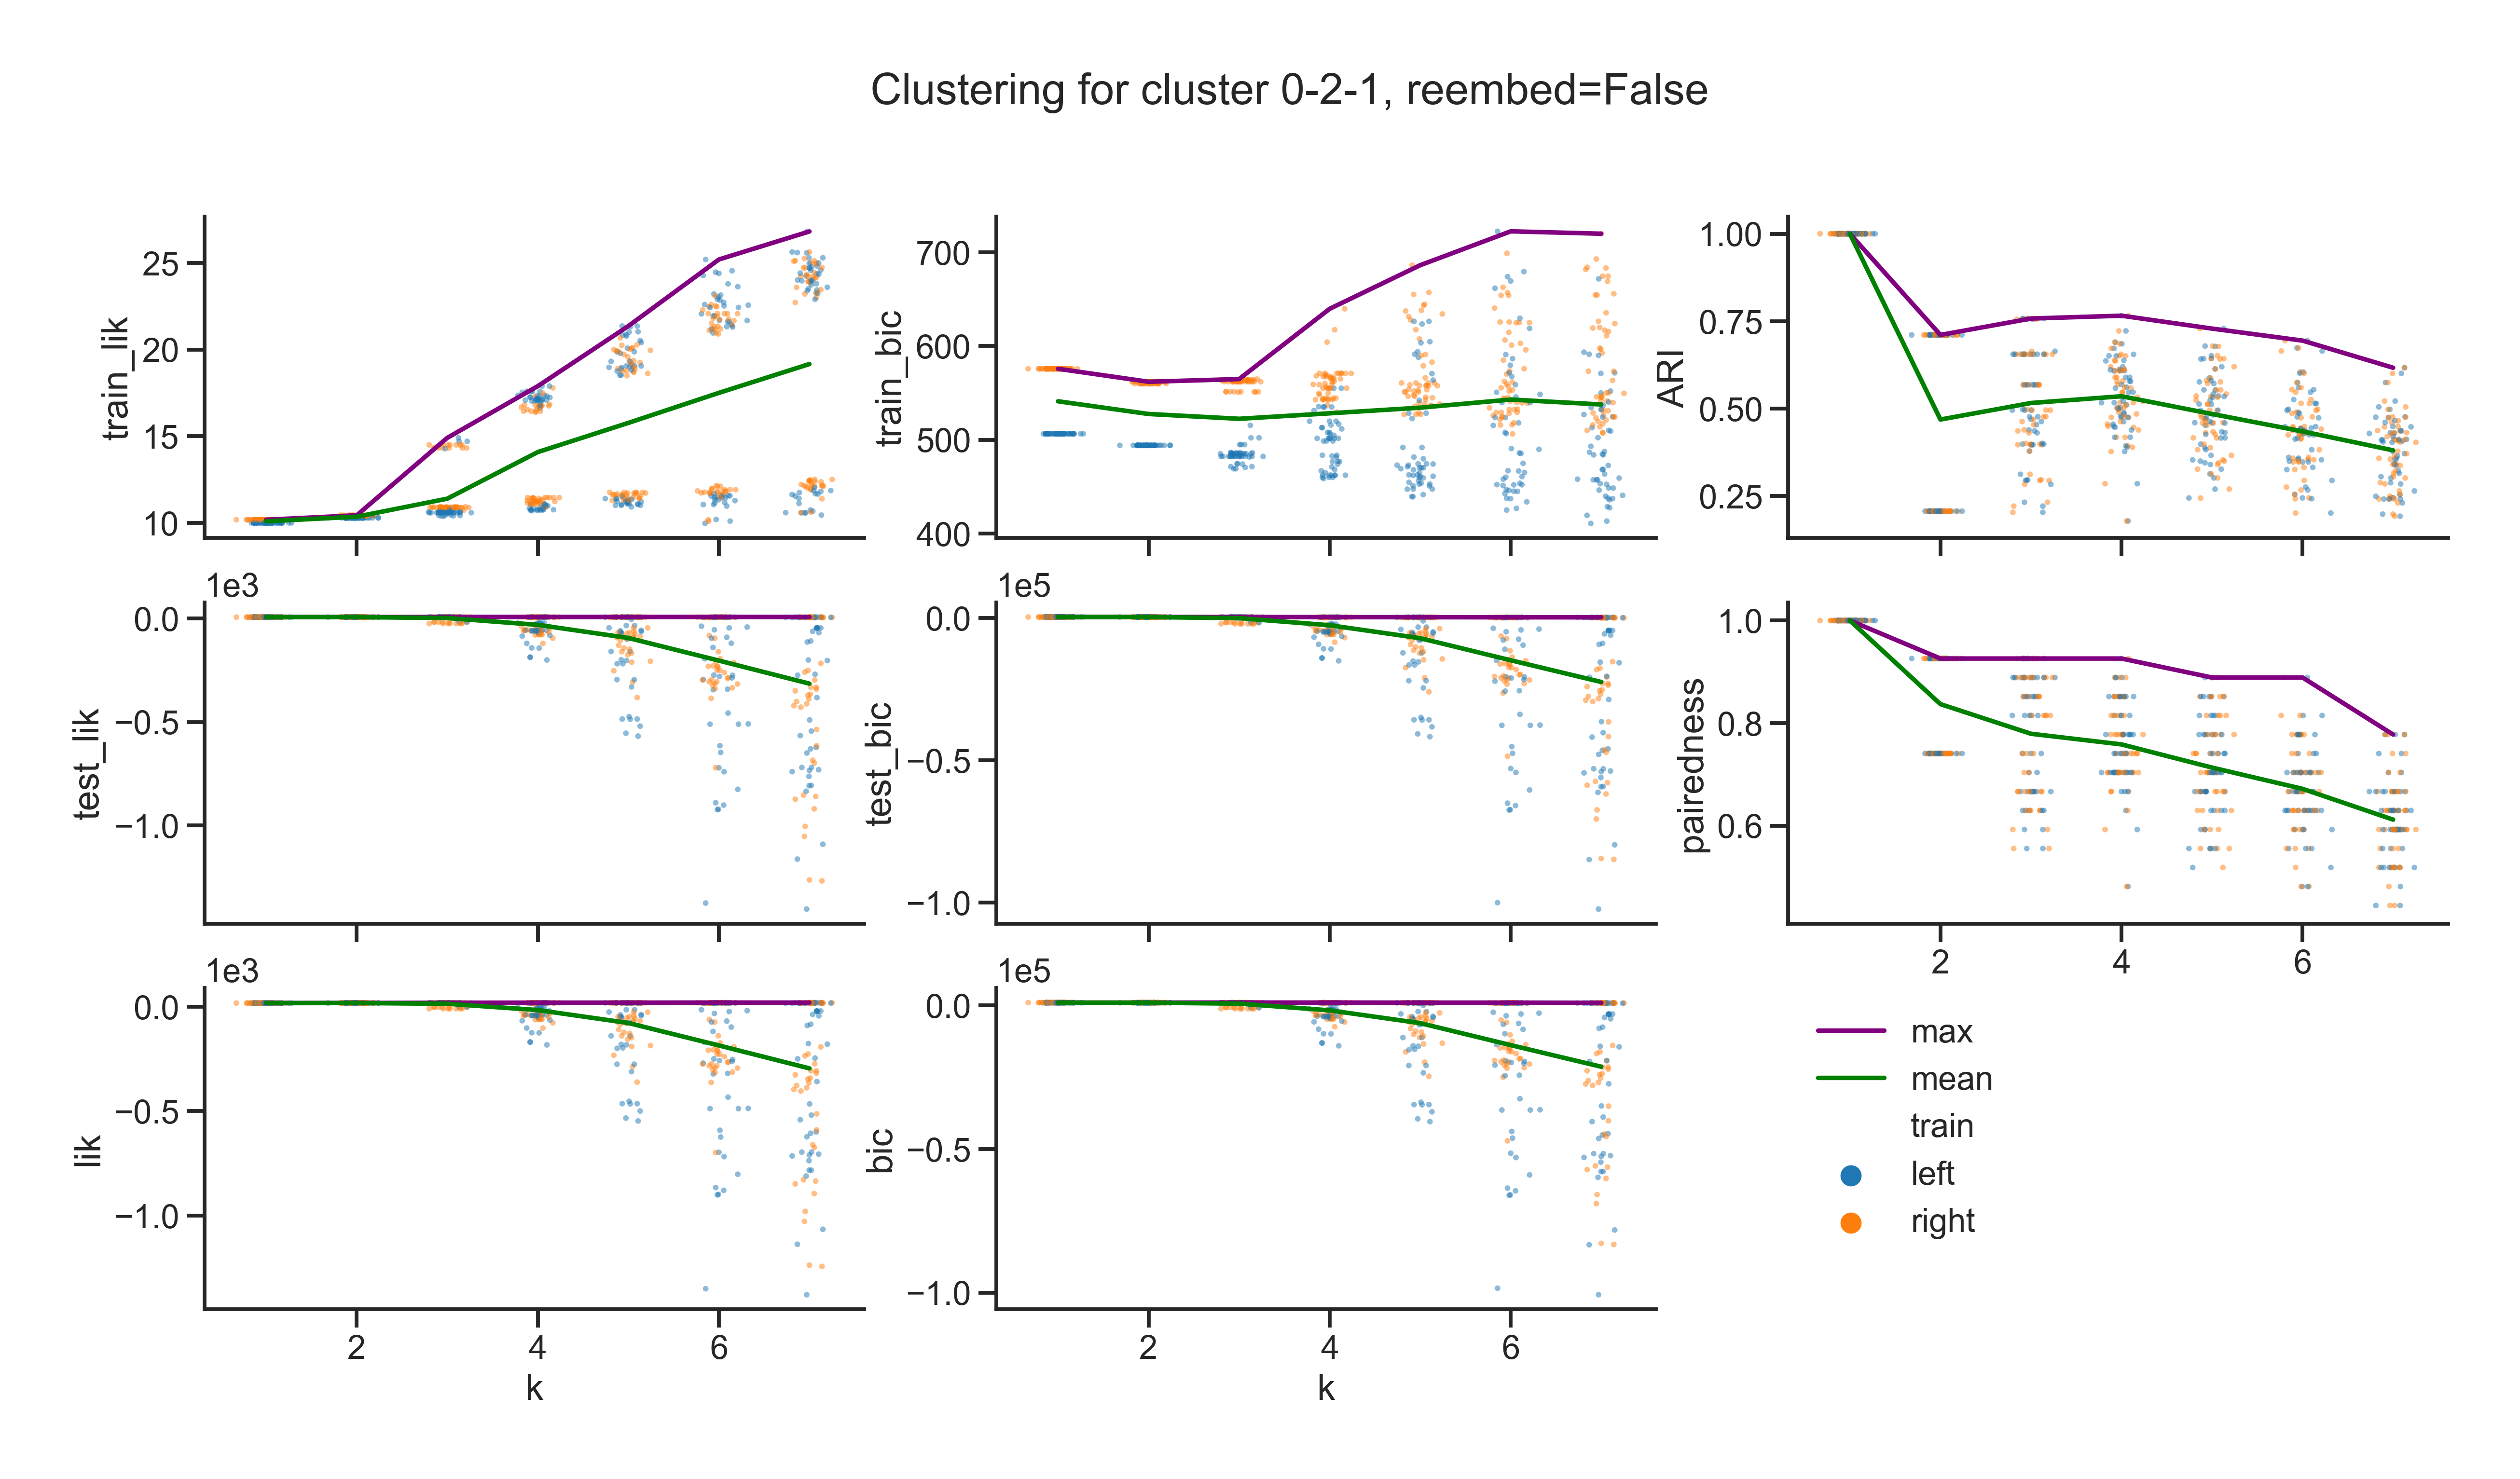 Clustering for cluster 0-2-1, reembed=False
train_lik
25
20
15
10
train_bic
700
600
500
400
ARI
1.00
0.75
0.50
0.25
1e3
test_lik
0.0
−0.5
−1.0
1e5
test_bic
0.0
−0.5
−1.0
pairedness
1.0
0.8
0.6
2 4 6
1e3
lik
0.0
−0.5
−1.0
2 4 6
k
1e5
bic
0.0
−0.5
−1.0
2 4 6
k
max
mean
train
left
right